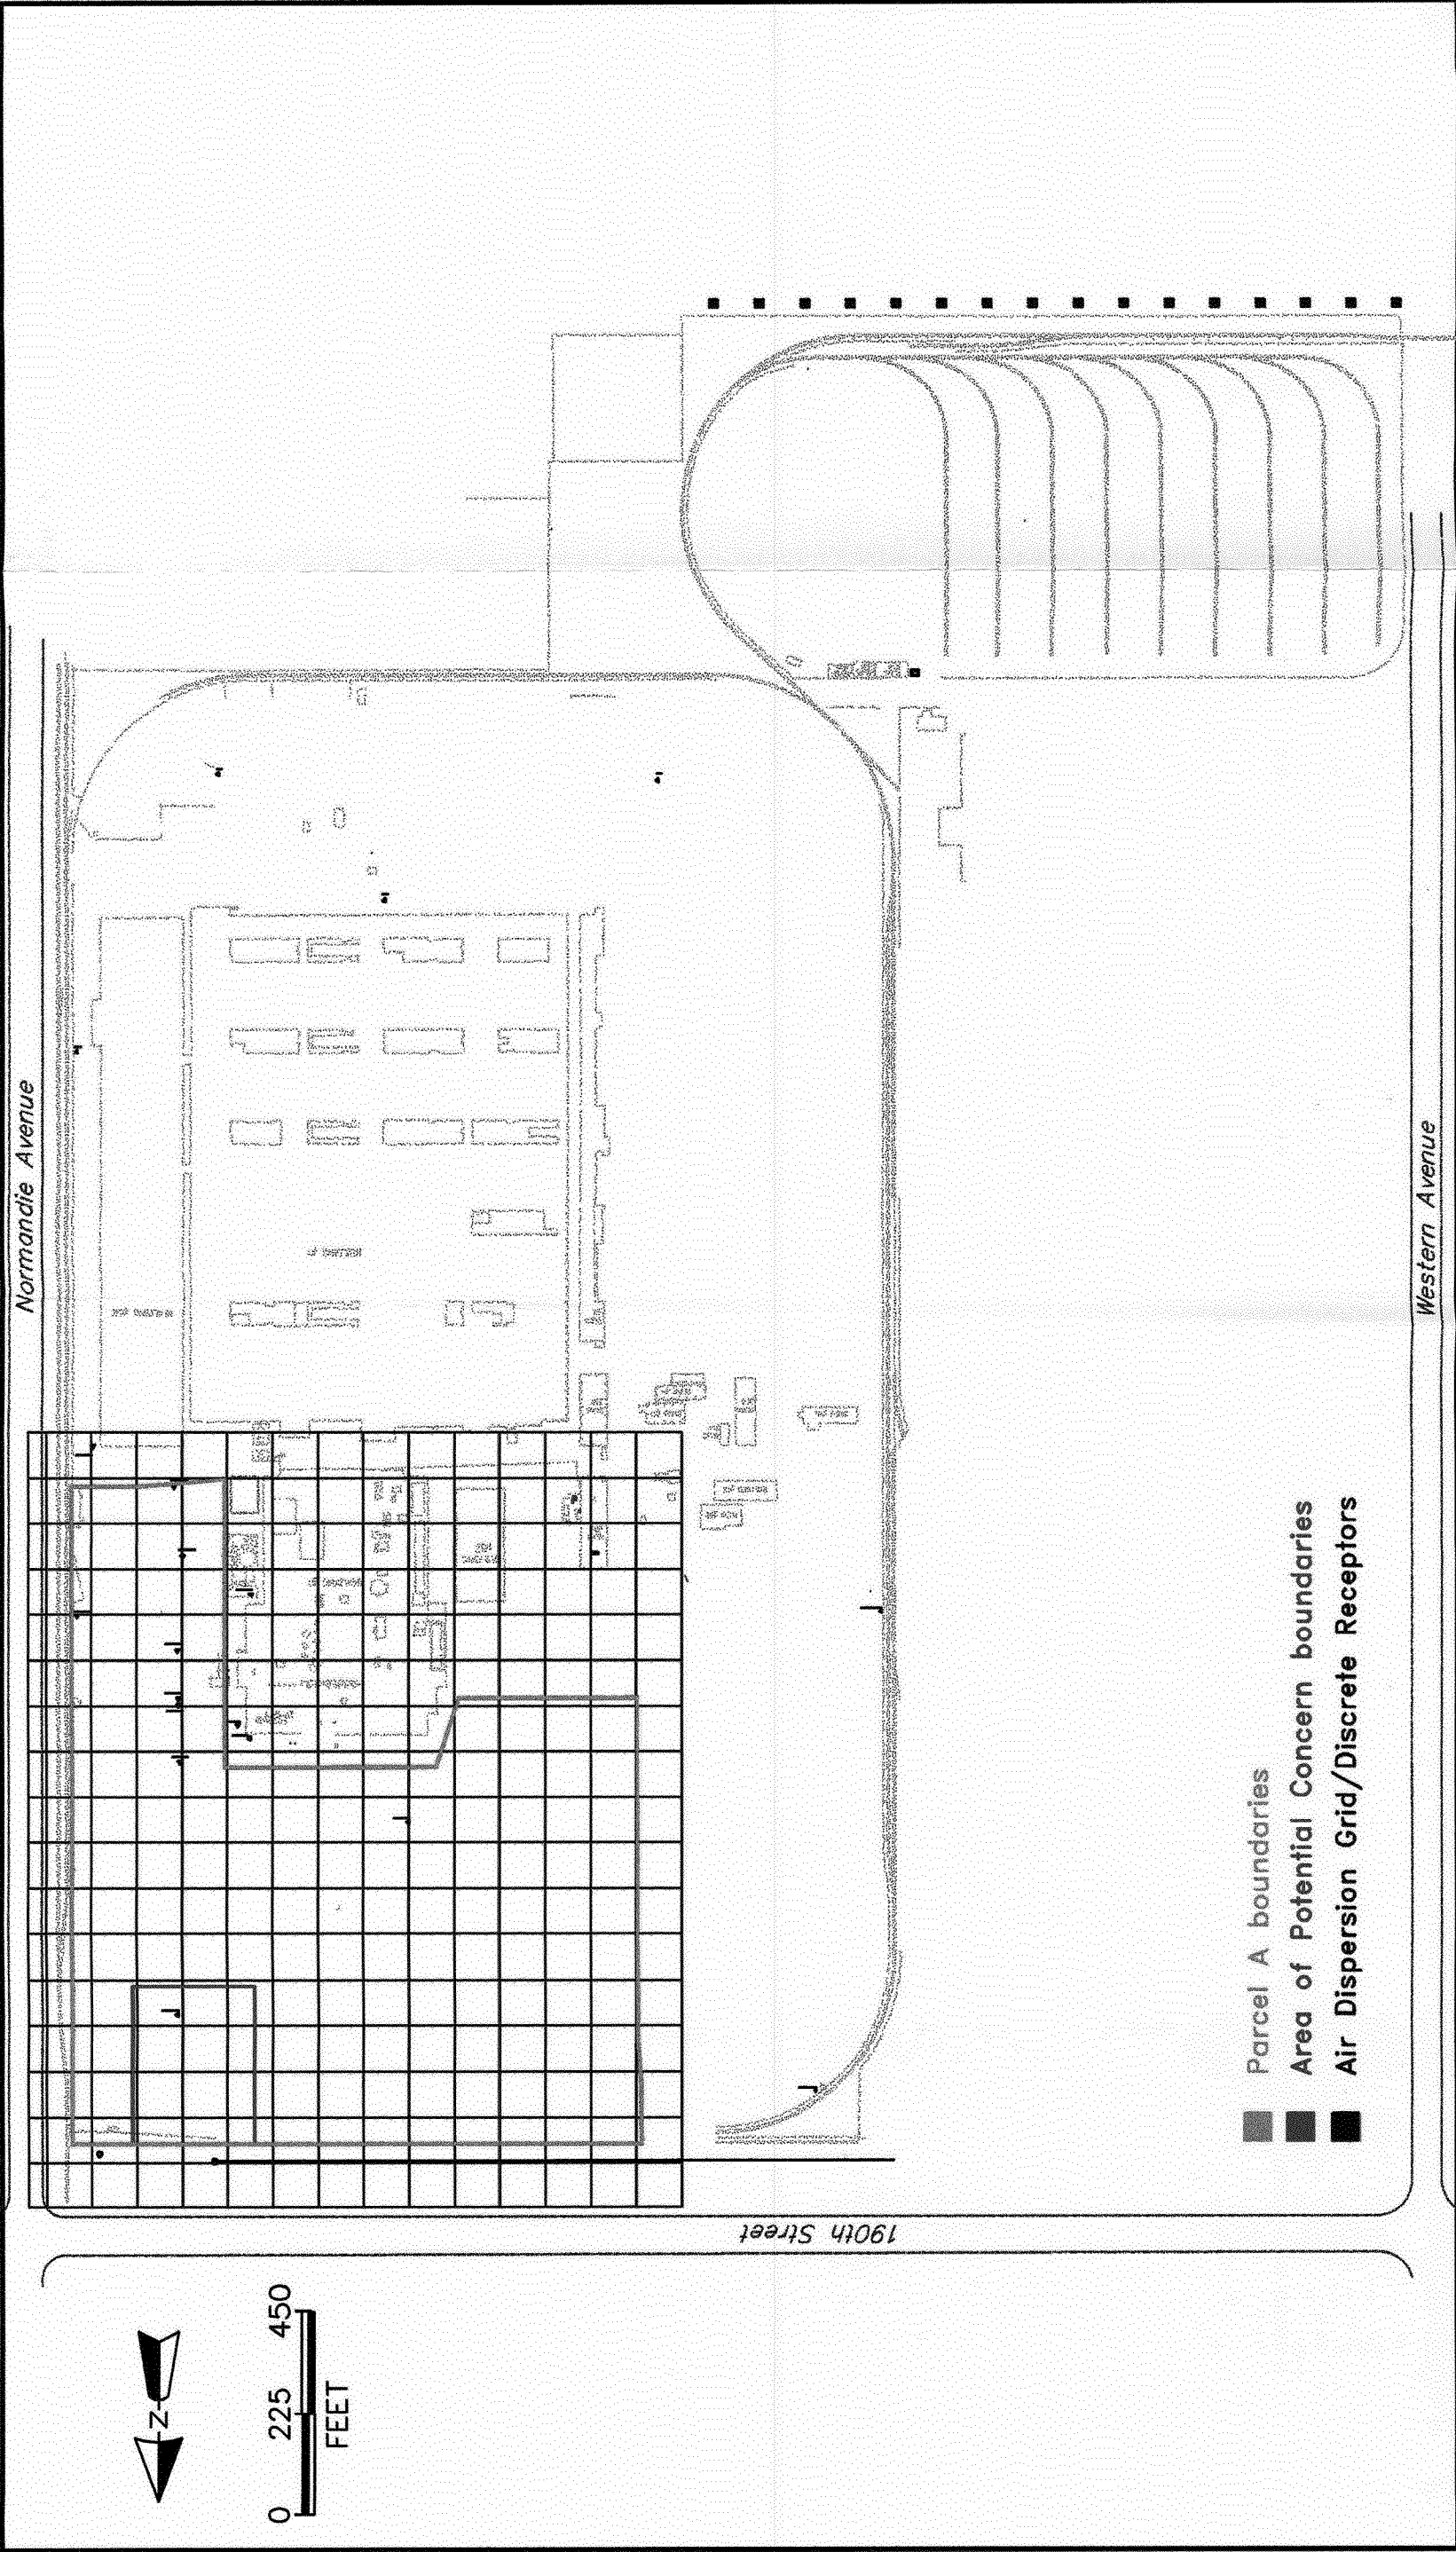 Normandie Avenue
Western Avenue
190th Street
Parcel A boundaries
Area of Potential Concern boundaries
Air Dispersion Grid/Discrete Receptors
N
0 225 450
FEET